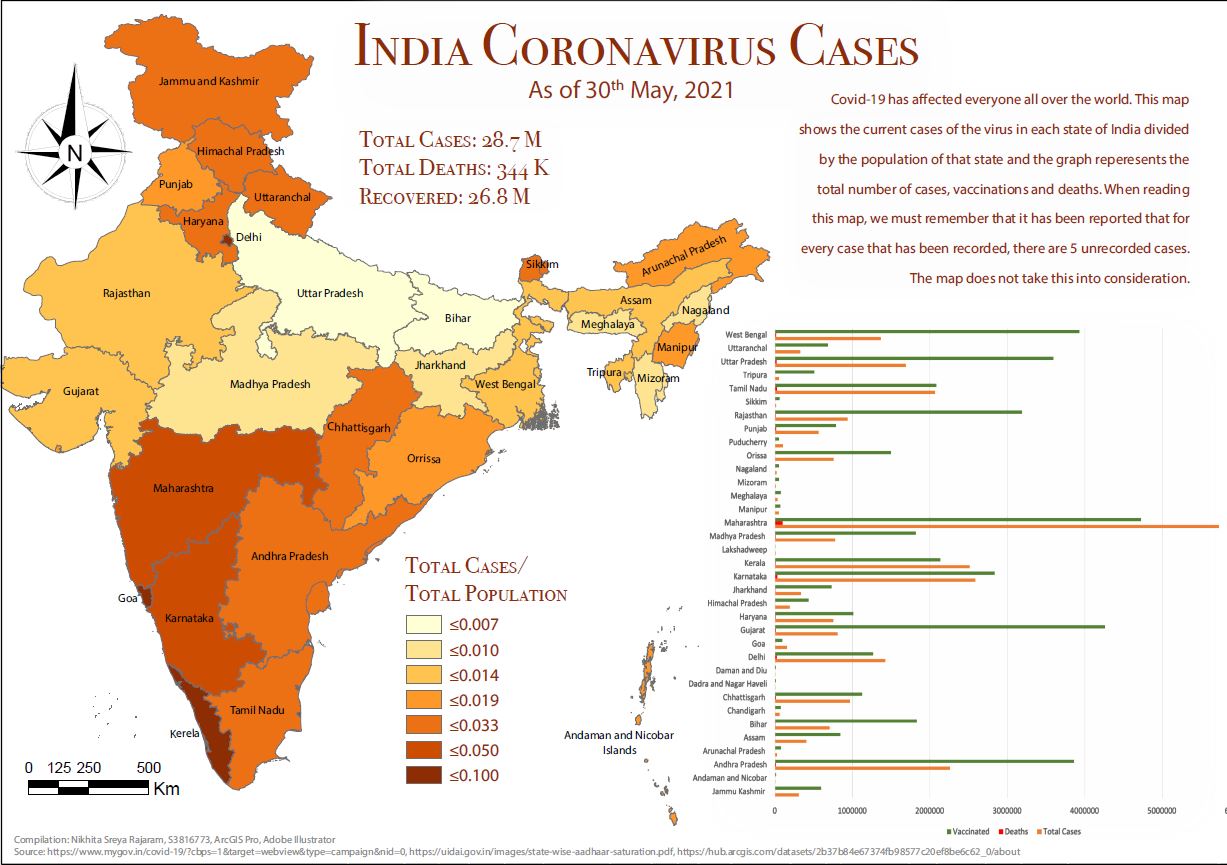 INDIA CORONAVIRUS CASES
As of 30th May, 2021
TOTAL CASES: 28.7 M
TOTAL DEATHS: 344 K
RECOVERED: 26.8 M
Covid-19 has affected everyone all over the world. This map
shows the current cases of the virus in each state of India divided
by the population of that state and the graph reperesents the
total number of cases, vaccinations and deaths. When reading
this map, we must remember that it has been reported that for
every case that has been recorded, there are 5 unrecorded cases.
The map does not take this into consideration.
N
Jammu and Kashmir
Himachal Pradesh
Punjab
Uttaranchal
Haryana
Delhi
Rajasthan
Uttar Pradesh
Bihar
Sikkim
Arunachal Pradesh
Assam
Nagaland
Meghalaya
Manipur
Tripura
Mizoram
Jharkhand
West Bengal
Gujarat
Madhya Pradesh
Chhattisgarh
Orrissa
Maharashtra
Andhra Pradesh
Goa
Karnataka
Tamil Nadu
Kerela
Andaman and Nicobar
Islands
TOTAL CASES/
TOTAL POPULATION
≤0.007
≤0.010
≤0.014
≤0.019
≤0.033
≤0.050
≤0.100
0 125 250 500
Km
West Bengal
Uttaranchal
Uttar Pradesh
Tripura
Tamil Nadu
Sikkim
Rajasthan
Punjab
Puducherry
Orissa
Nagaland
Mizoram
Meghalaya
Manipur
Maharashtra
Madhya Pradesh
Lakshadweep
Kerala
Karnataka
Jharkhand
Himachal Pradesh
Haryana
Gujarat
Goa
Delhi
Daman and Diu
Dadra and Nagar Haveli
Chhattisgarh
Chandigarh
Bihar
Assam
Arunachal Pradesh
Andhra Pradesh
Andaman and Nicobar
Jammu Kashmir
0 1000000 2000000 3000000 4000000 5000000
Vaccinated Deaths Total Cases
Compilation: Nikhita Sreya Rajaram, S3816773, ArcGIS Pro, Adobe Illustrator
Source: https://www.mygov.in/covid-19/?cbps=1&target=webview&type=campaign&nid=0, https://uidai.gov.in/images/state-wise-aadhaar-saturation.pdf, https://hub.arcgis.com/datasets/2b37b84e67374fb98577c20ef8be6c62_0/about